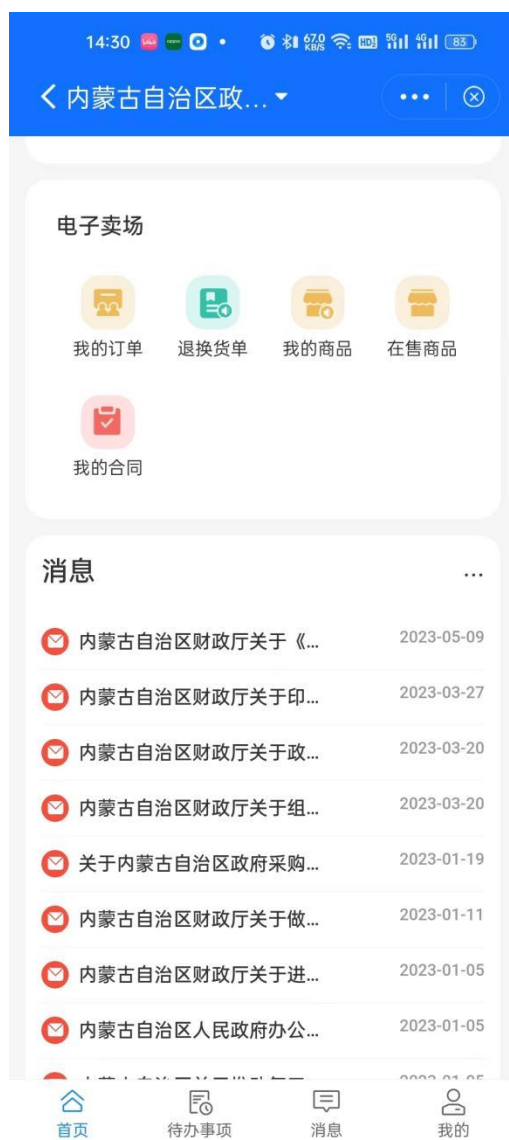 14:30
67.0 KB/S
HD
5G
4G
83
内蒙古自治区政...
电子卖场
我的订单 退换货单 我的商品 在售商品
我的合同
消息 ...
内蒙古自治区财政厅关于《... 2023-05-09
内蒙古自治区财政厅关于印... 2023-03-27
内蒙古自治区财政厅关于政... 2023-03-20
内蒙古自治区财政厅关于组... 2023-03-20
关于内蒙古自治区政府采购... 2023-01-19
内蒙古自治区财政厅关于做... 2023-01-11
内蒙古自治区财政厅关于进... 2023-01-05
内蒙古自治区人民政府办公... 2023-01-05
首页 待办事项 消息 我的